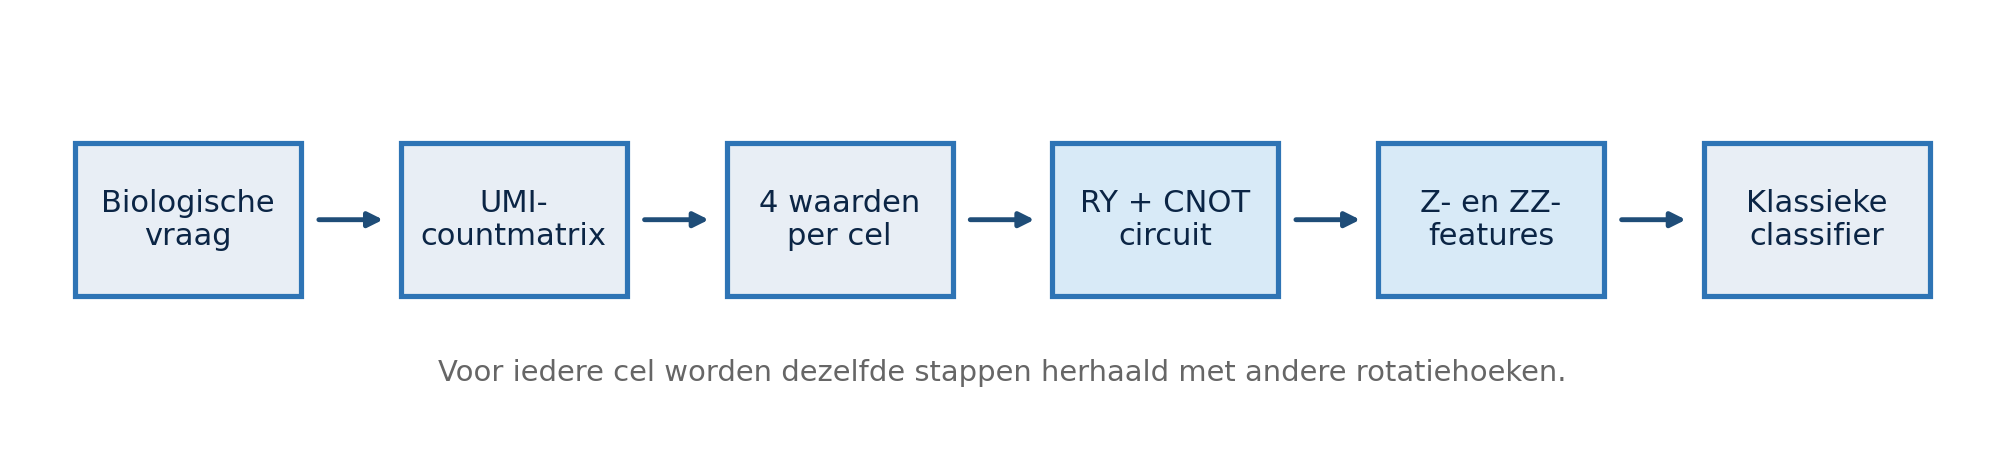 Biologische
vraag
UMI-
countmatrix
4 waarden
per cel
RY + CNOT
circuit
Z- en ZZ-
features
Klassieke
classifier
Voor iedere cel worden dezelfde stappen herhaald met andere rotatiehoeken.